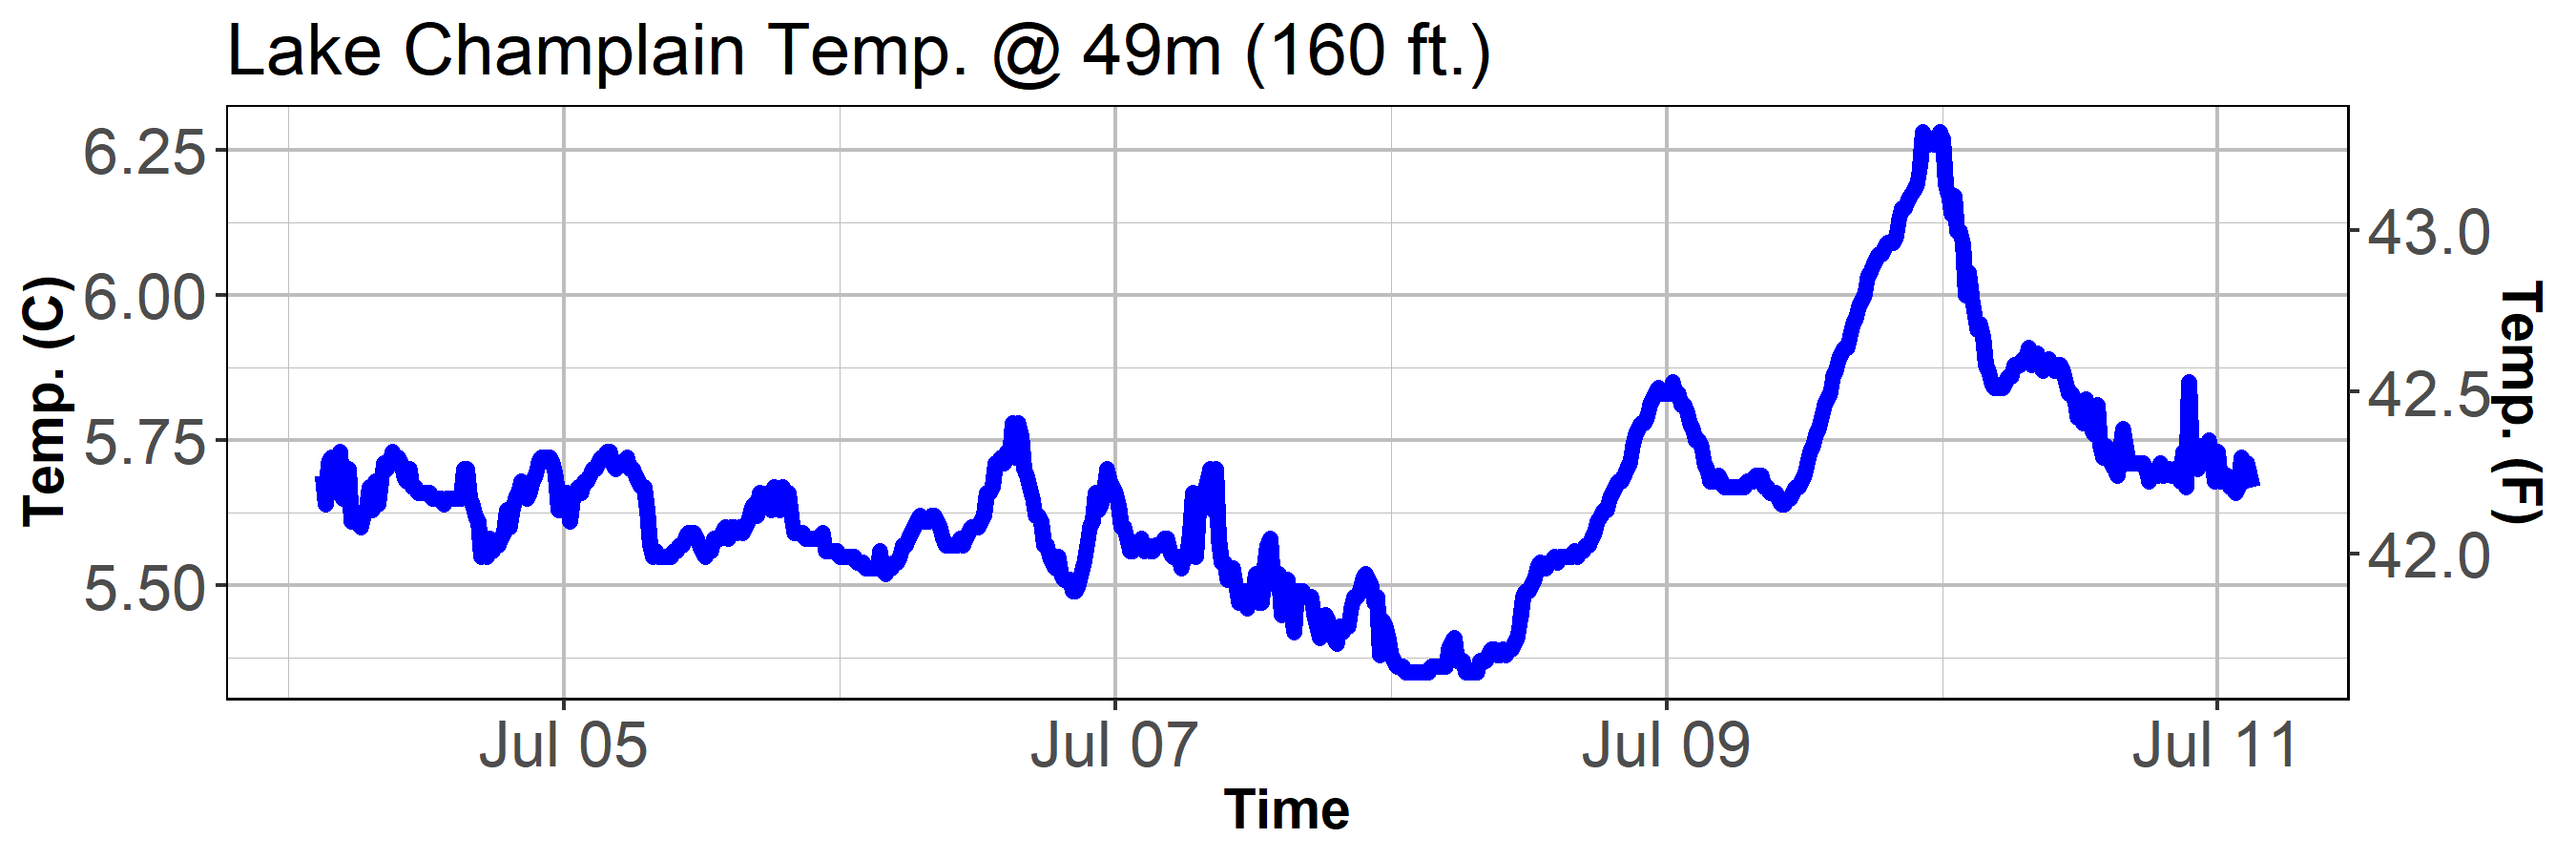 Lake Champlain Temp. @ 49m (160 ft.)
Temp. (C)
6.25
6.00
5.75
5.50
43.0
42.5
42.0
Temp. (F)
Jul 05 Jul 07 Jul 09 Jul 11
Time